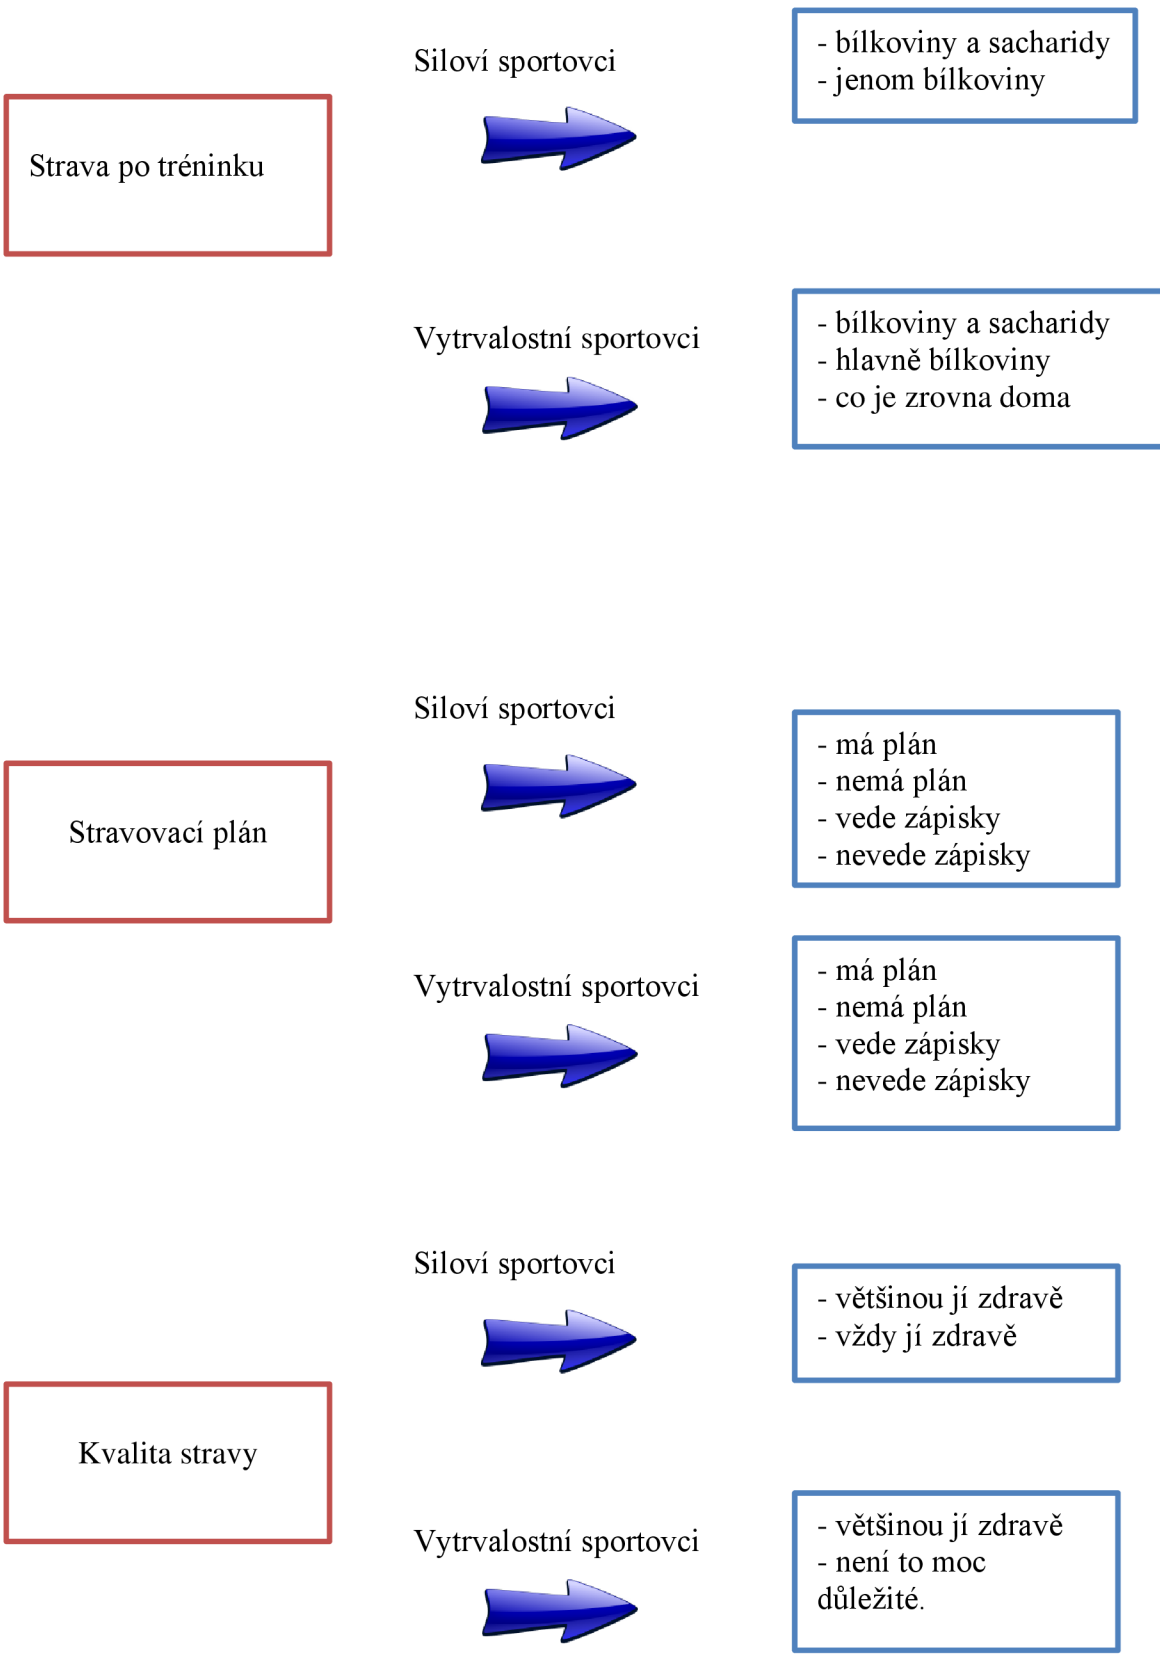 Siloví sportovci
- bílkoviny a sacharidy
- jenom bílkoviny
Strava po tréninku
Vytrvalostní sportovci
- bílkoviny a sacharidy
- hlavně bílkoviny
- co je zrovna doma
Siloví sportovci
- má plán
- nemá plán
- vede zápisky
- nevede zápisky
Stravovací plán
Vytrvalostní sportovci
- má plán
- nemá plán
- vede zápisky
- nevede zápisky
Siloví sportovci
- většinou jí zdravě
- vždy jí zdravě
Kvalita stravy
Vytrvalostní sportovci
- většinou jí zdravě
- není to moc
důležité.